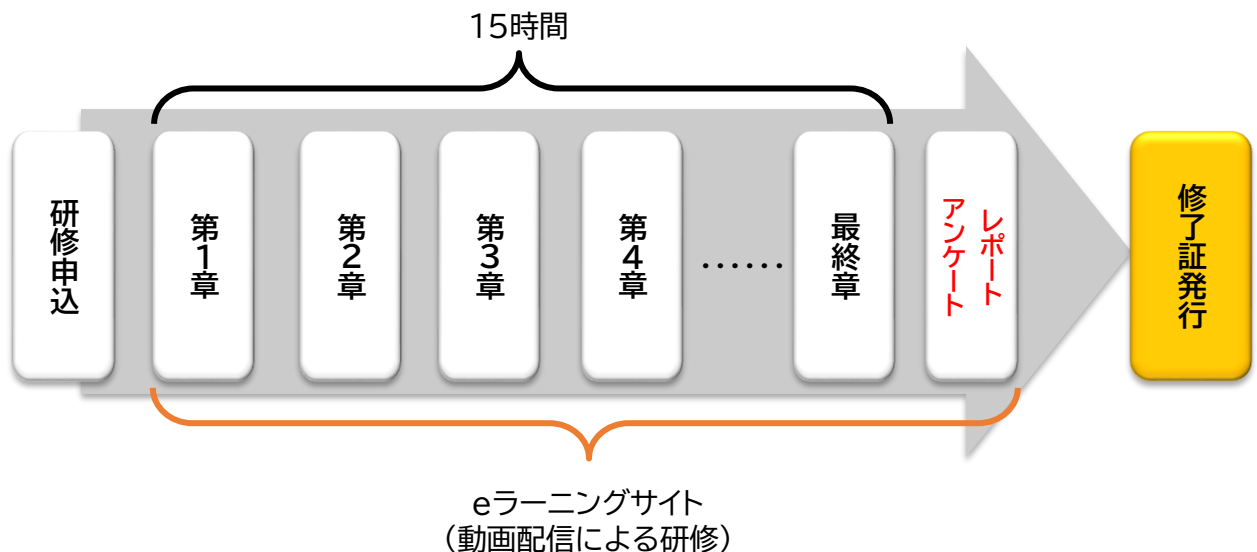 15時間
研修申込
第1章
第2章
第3章
第4章
……
最終章
レポート
アンケート
修了証発行
eラーニングサイト
（動画配信による研修）